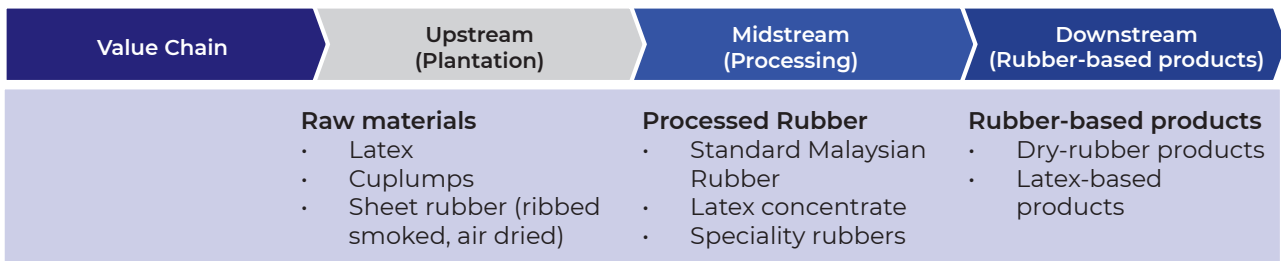 Value Chain
Upstream
(Plantation)
Midstream
(Processing)
Downstream
(Rubber-based products)
Raw materials
• Latex
• Cuplumps
• Sheet rubber (ribbed
smoked, air dried)
Processed Rubber
• Standard Malaysian
Rubber
• Latex concentrate
• Speciality rubbers
Rubber-based products
• Dry-rubber products
• Latex-based
products